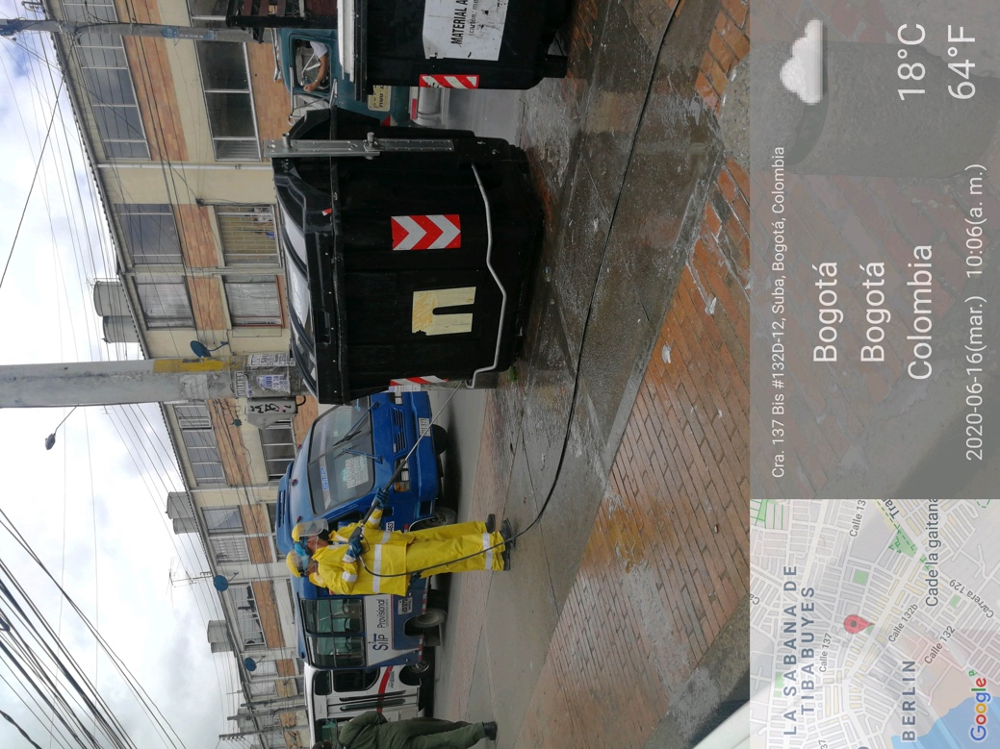 MATERIAL A
SITP Provisional
Cra. 137 Bis #132D-12, Suba, Bogotá, Colombia
Bogotá
Bogotá
Colombia
2020-06-16(mar.) 10:06(a. m.)
18°C
64°F
LA SABANA DE
TIBABUYES
BERLIN
Calle 137
Calle 132b
Calle 132
Carrera 129
Cade la gaitana
Calle 13
Google